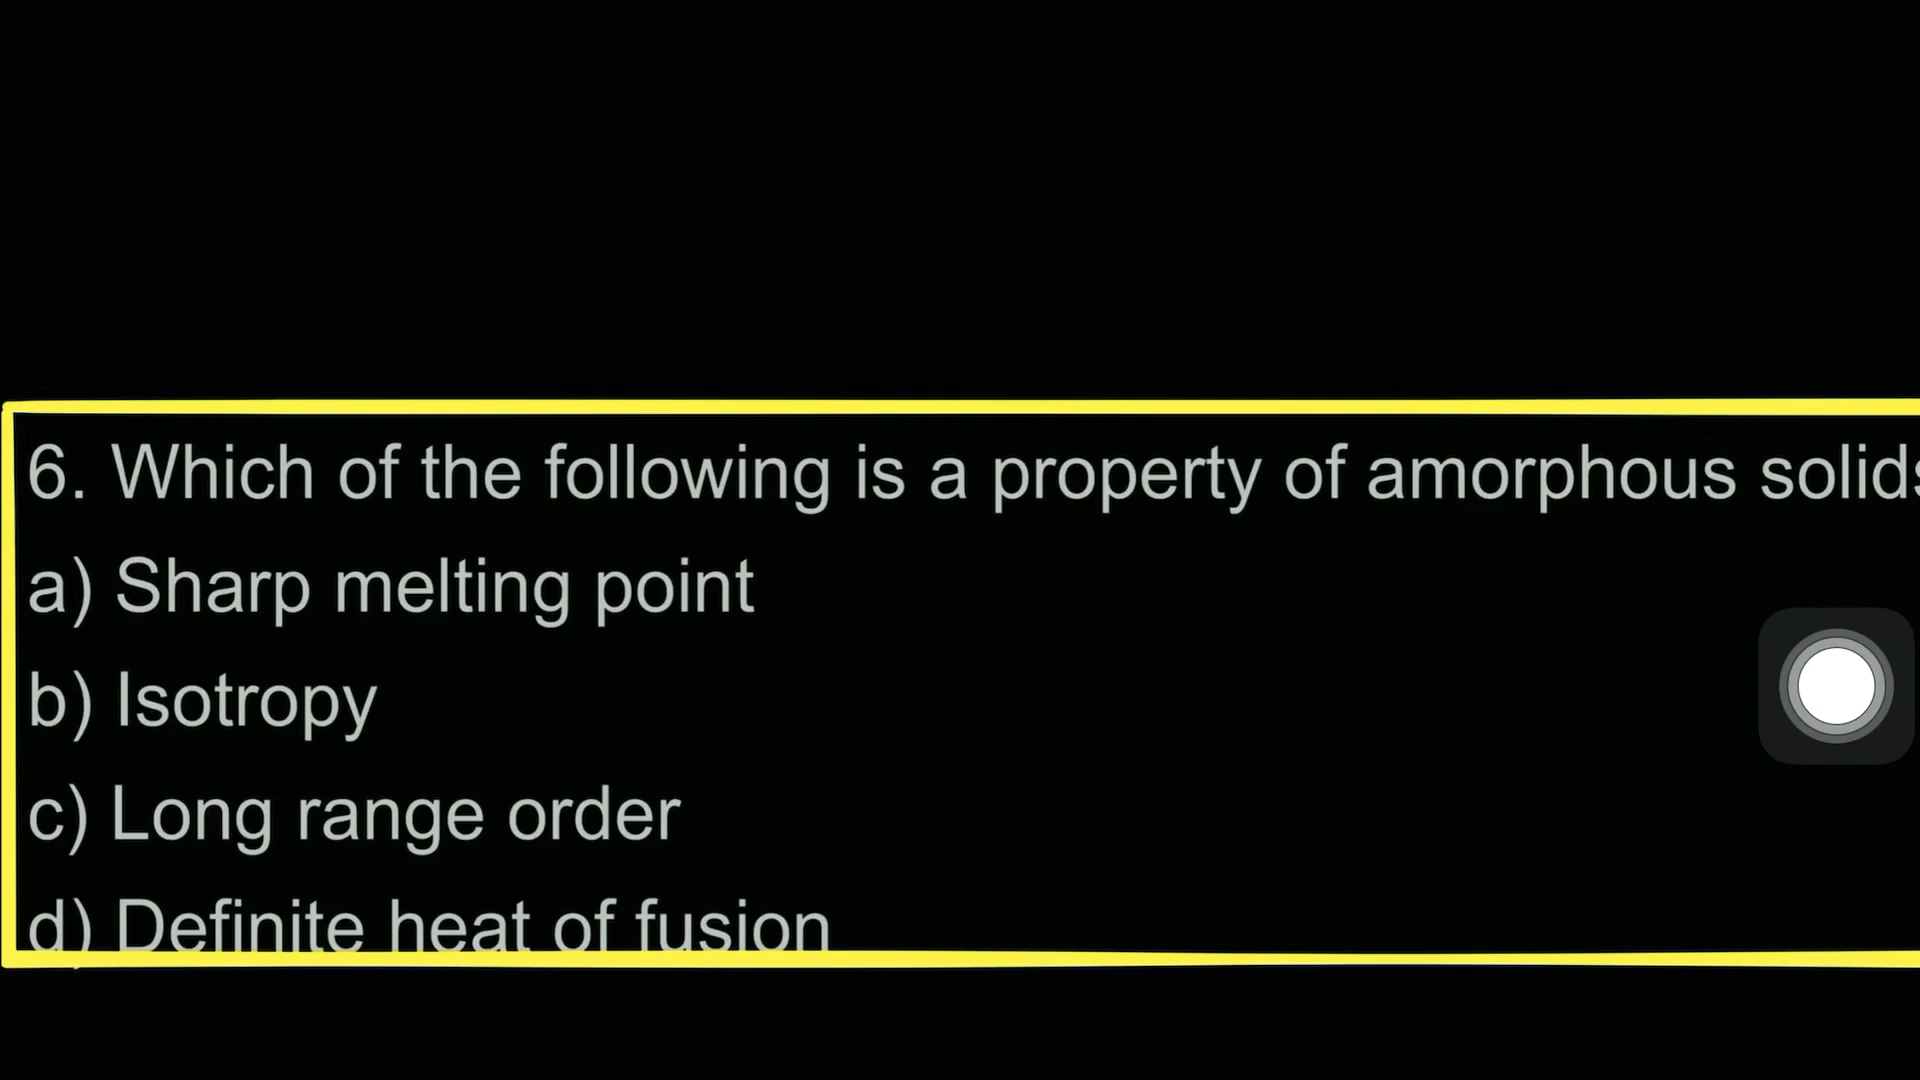 6. Which of the following is a property of amorphous solids
a) Sharp melting point
b) Isotropy
c) Long range order
d) Definite heat of fusion